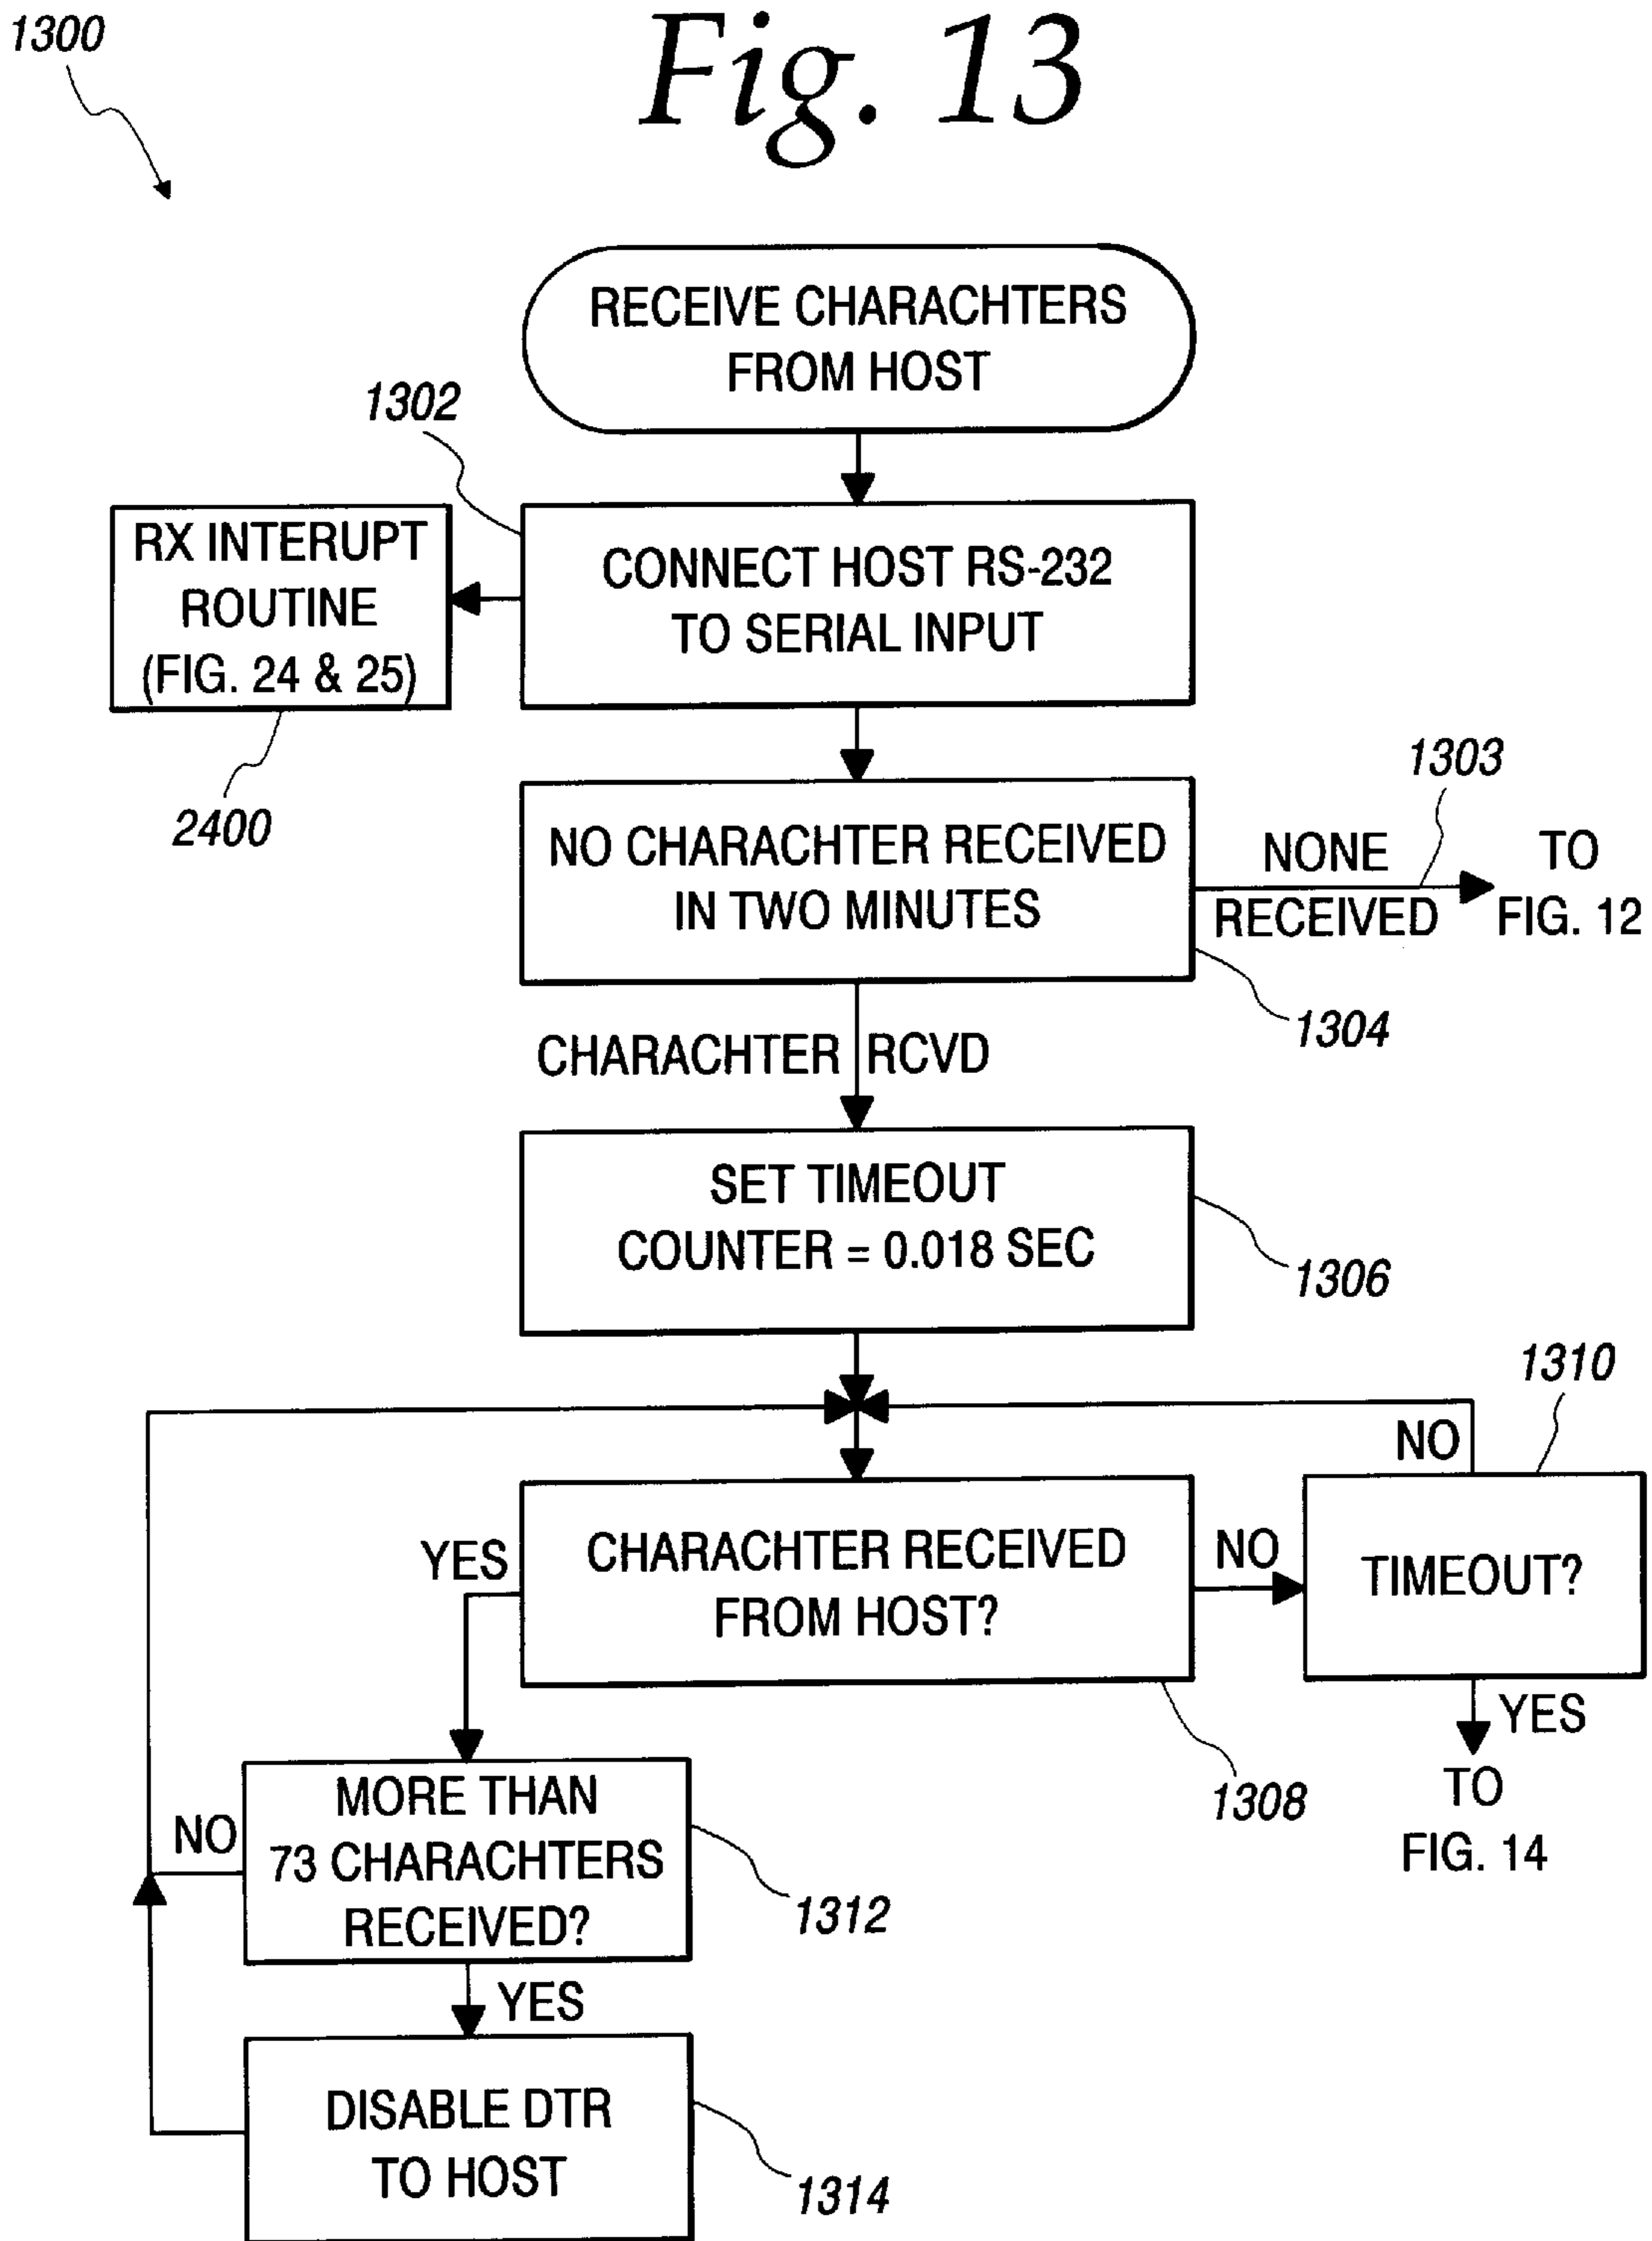 1300
Fig. 13
RECEIVE CHARACHTERS
FROM HOST
1302
RX INTERUPT
ROUTINE
(FIG. 24 & 25)
2400
CONNECT HOST RS-232
TO SERIAL INPUT
NO CHARACHTER RECEIVED
IN TWO MINUTES
1303
NONE
RECEIVED
TO
FIG. 12
1304
CHARACHTER RCVD
SET TIMEOUT
COUNTER = 0.018 SEC
1306
1310
NO
CHARACHTER RECEIVED
FROM HOST?
YES
NO
TIMEOUT?
1308
YES
TO
FIG. 14
MORE THAN
73 CHARACHTERS
RECEIVED?
NO
1312
YES
DISABLE DTR
TO HOST
1314